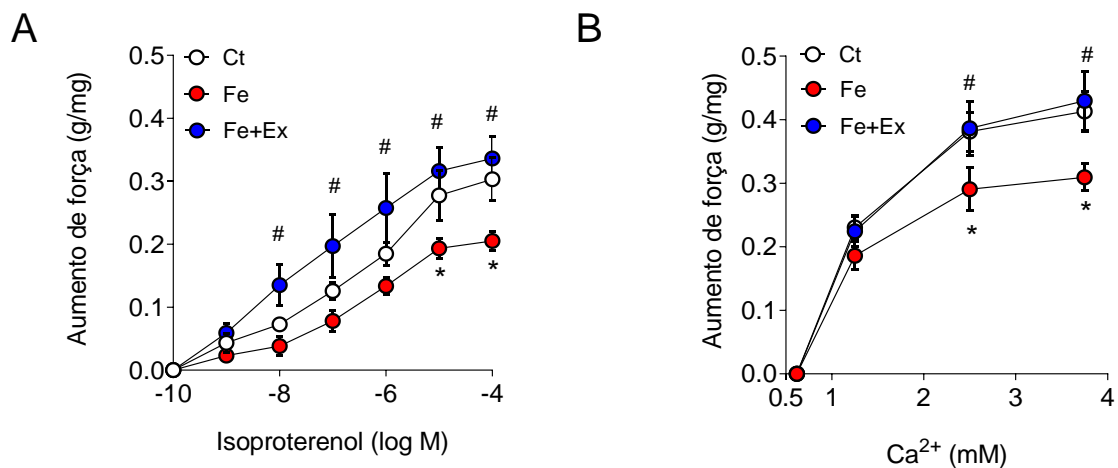 A
Aumento de força (g/mg)
0.5
0.4
0.3
0.2
0.1
0.0
Ct
Fe
Fe+Ex
#
#
#
#
#
*
*
-10
-8
-6
-4
Isoproterenol (log M)
B
Aumento de força (g/mg)
0.5
0.4
0.3
0.2
0.1
0.0
Ct
Fe
Fe+Ex
#
#
*
*
0.5
1
2
3
4
Ca²⁺ (mM)